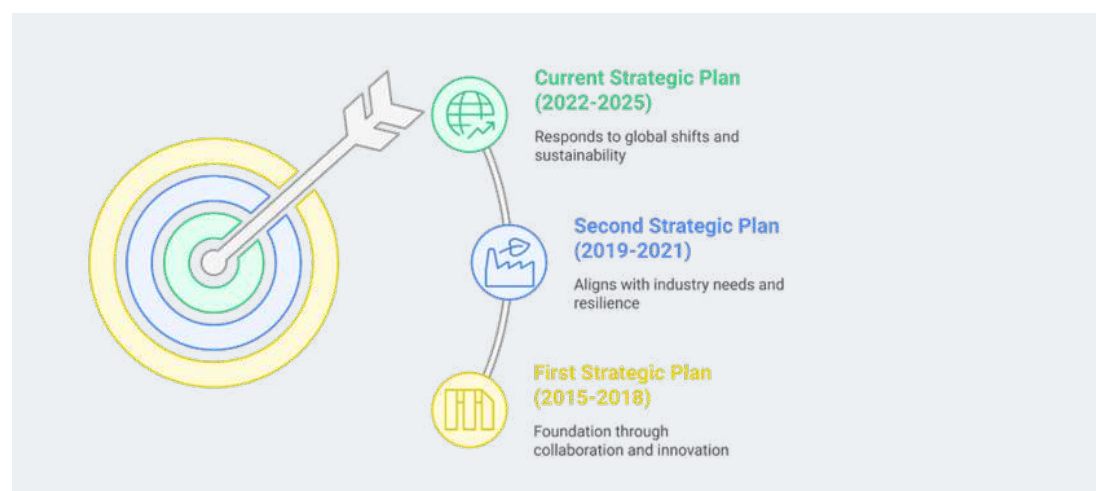 Current Strategic Plan
(2022-2025)
Responds to global shifts and
sustainability
Second Strategic Plan
(2019-2021)
Aligns with industry needs and
resilience
First Strategic Plan
(2015-2018)
Foundation through
collaboration and innovation